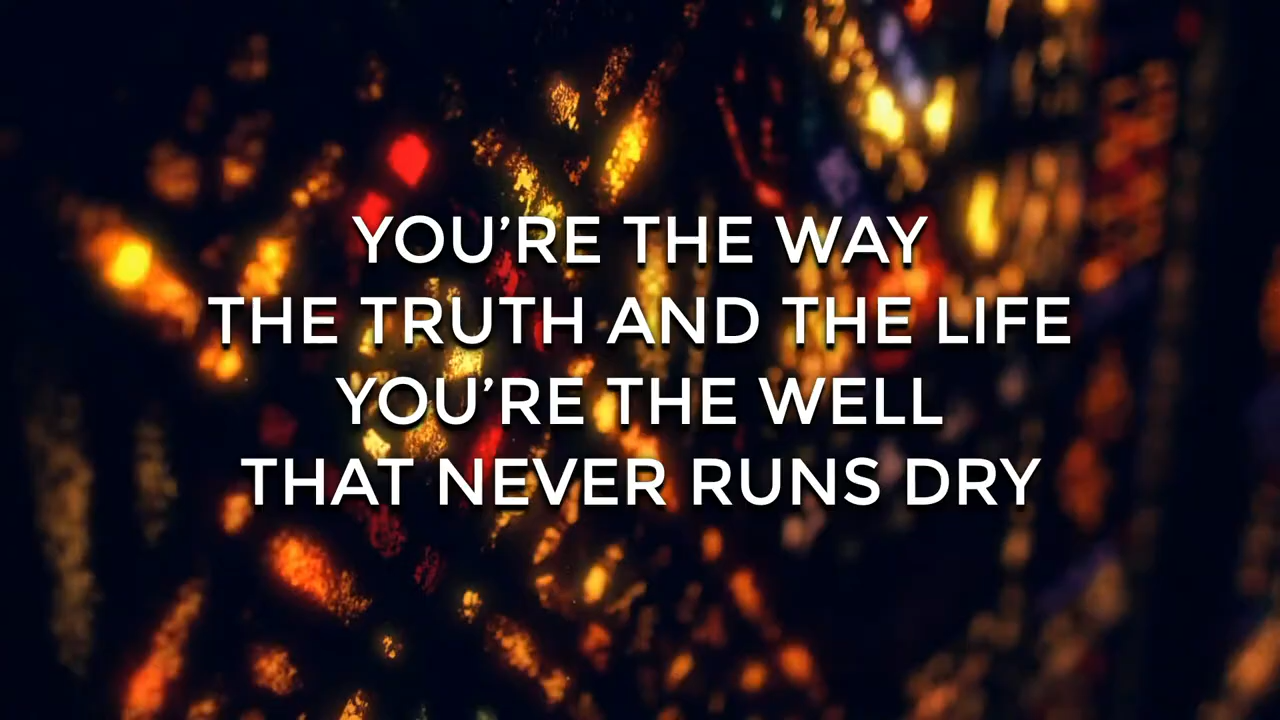 YOU’RE THE WAY
THE TRUTH AND THE LIFE
YOU’RE THE WELL
THAT NEVER RUNS DRY